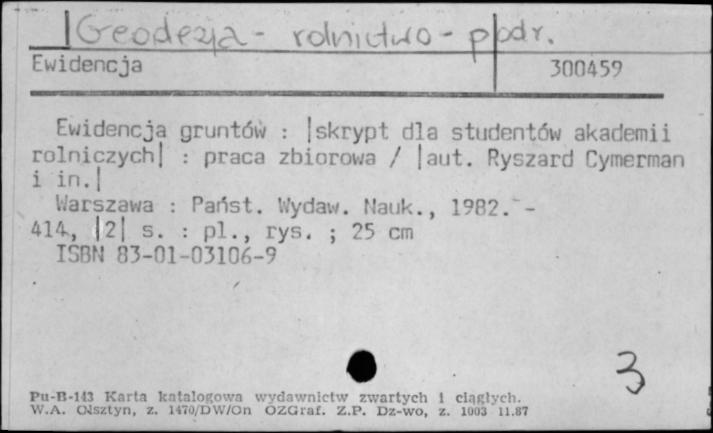 Geodezja - rolnictwo - podr.
Ewidencja 300459
Ewidencja gruntów : |skrypt dla studentów akademii
rolniczych| : praca zbiorowa / |aut. Ryszard Cymerman
i in.|
Warszawa : Państ. Wydaw. Nauk., 1982. -
414, |2| s. : pl., rys. ; 25 cm
ISBN 83-01-03106-9
3
Pu-B-143 Karta katalogowa wydawnictw zwartych i ciągłych.
W.A. Olsztyn, z. 1470/DW/On OZGraf. Z.P. Dz-wo, z. 1003 11.87